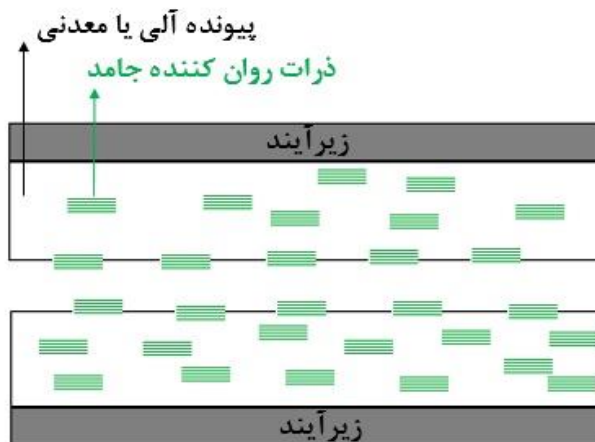 پیونده آلی یا معدنی
ذرات روان کننده جامد
زیرآیند
زیرآیند